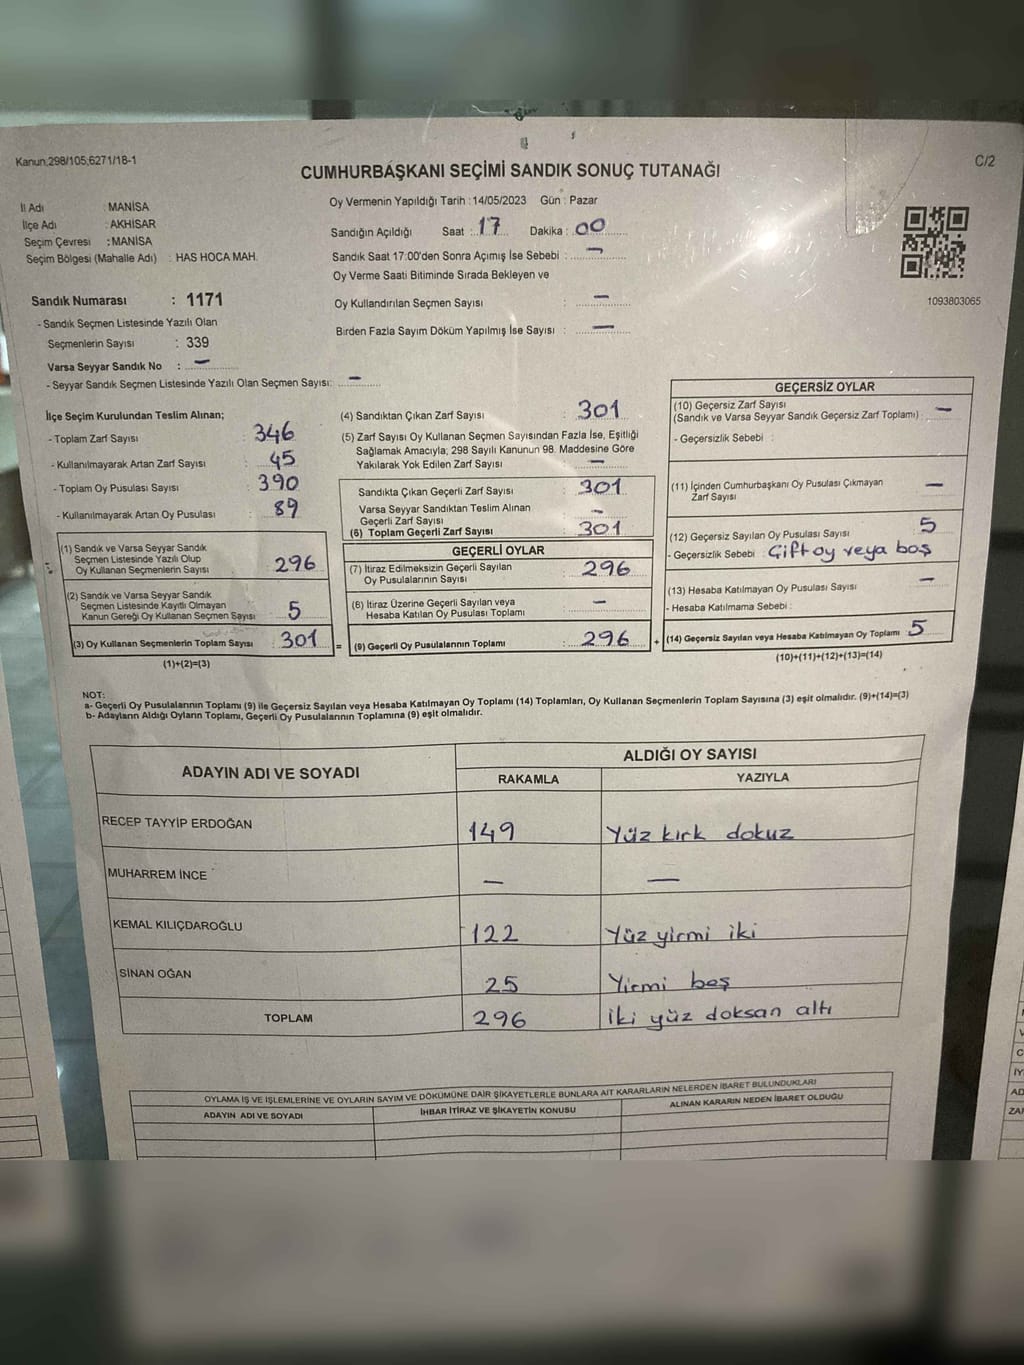 Kanun;298/105;6271/18-1
C/2
CUMHURBAŞKANI SEÇİMİ SANDIK SONUÇ TUTANAĞI
İl Adı : MANİSA
İlçe Adı : AKHİSAR
Seçim Çevresi : MANİSA
Seçim Bölgesi (Mahalle Adı) : HAS HOCA MAH.
Oy Vermenin Yapıldığı Tarih : 14/05/2023 Gün : Pazar
Sandığın Açıldığı Saat : 17 Dakika : 00
Sandık Saat 17:00'den Sonra Açımış İse Sebebi : —
Oy Verme Saati Bitiminde Sırada Bekleyen ve
Oy Kullandırılan Seçmen Sayısı : —
Birden Fazla Sayım Döküm Yapılmış İse Sayısı : —
1093803065
Sandık Numarası : 1171
- Sandık Seçmen Listesinde Yazılı Olan
Seçmenlerin Sayısı : 339
Varsa Seyyar Sandık No : —
- Seyyar Sandık Seçmen Listesinde Yazılı Olan Seçmen Sayısı: —
İlçe Seçim Kurulundan Teslim Alınan;
- Toplam Zarf Sayısı : 346
- Kullanılmayarak Artan Zarf Sayısı : 45
- Toplam Oy Pusulası Sayısı : 390
- Kullanılmayarak Artan Oy Pusulası : 89
(1) Sandık ve Varsa Seyyar Sandık
Seçmen Listesinde Yazılı Olup
Oy Kullanan Seçmenlerin Sayısı : 296
(2) Sandık ve Varsa Seyyar Sandık
Seçmen Listesinde Kayıtlı Olmayan
Kanun Gereği Oy Kullanan Seçmen Sayısı : 5
(3) Oy Kullanan Seçmenlerin Toplam Sayısı : 301
(1)+(2)=(3)
(4) Sandıktan Çıkan Zarf Sayısı : 301
(5) Zarf Sayısı Oy Kullanan Seçmen Sayısından Fazla İse, Eşitliği
Sağlamak Amacıyla; 298 Sayılı Kanunun 98. Maddesine Göre
Yakılarak Yok Edilen Zarf Sayısı : —
Sandıkta Çıkan Geçerli Zarf Sayısı : 301
Varsa Seyyar Sandıktan Teslim Alınan
Geçerli Zarf Sayısı : —
(6) Toplam Geçerli Zarf Sayısı : 301
GEÇERLİ OYLAR
(7) İtiraz Edilmeksizin Geçerli Sayılan
Oy Pusulalarının Sayısı : 296
(8) İtiraz Üzerine Geçerli Sayılan veya
Hesaba Katılan Oy Pusulası Toplamı : —
= (9) Geçerli Oy Pusulalarının Toplamı : 296 +
GEÇERSİZ OYLAR
(10) Geçersiz Zarf Sayısı
(Sandık ve Varsa Seyyar Sandık Geçersiz Zarf Toplamı) : —
- Geçersizlik Sebebi :
(11) İçinden Cumhurbaşkanı Oy Pusulası Çıkmayan
Zarf Sayısı : —
(12) Geçersiz Sayılan Oy Pusulası Sayısı : 5
- Geçersizlik Sebebi : Çift oy veya boş
(13) Hesaba Katılmayan Oy Pusulası Sayısı : —
- Hesaba Katılmama Sebebi :
(14) Geçersiz Sayılan veya Hesaba Katılmayan Oy Toplamı : 5
(10)+(11)+(12)+(13)=(14)
NOT:
a- Geçerli Oy Pusulalarının Toplamı (9) ile Geçersiz Sayılan veya Hesaba Katılmayan Oy Toplamı (14) Toplamları, Oy Kullanan Seçmenlerin Toplam Sayısına (3) eşit olmalıdır. (9)+(14)=(3)
b- Adayların Aldığı Oyların Toplamı, Geçerli Oy Pusulalarının Toplamına (9) eşit olmalıdır.
ADAYIN ADI VE SOYADI
ALDIĞI OY SAYISI
RAKAMLA YAZIYLA
RECEP TAYYİP ERDOĞAN 149 Yüz kırk dokuz
MUHARREM İNCE — —
KEMAL KILIÇDAROĞLU 122 Yüz yirmi iki
SİNAN OĞAN 25 Yirmi beş
TOPLAM 296 İki yüz doksan altı
OYLAMA İŞ VE İŞLEMLERİNE VE OYLARIN SAYIM VE DÖKÜMÜNE DAİR ŞİKAYETLERLE BUNLARA AİT KARARLARIN NELERDEN İBARET BULUNDUKLARI
ADAYIN ADI VE SOYADI
İHBAR İTİRAZ VE ŞİKAYETİN KONUSU
ALINAN KARARIN NEDEN İBARET OLDUĞU